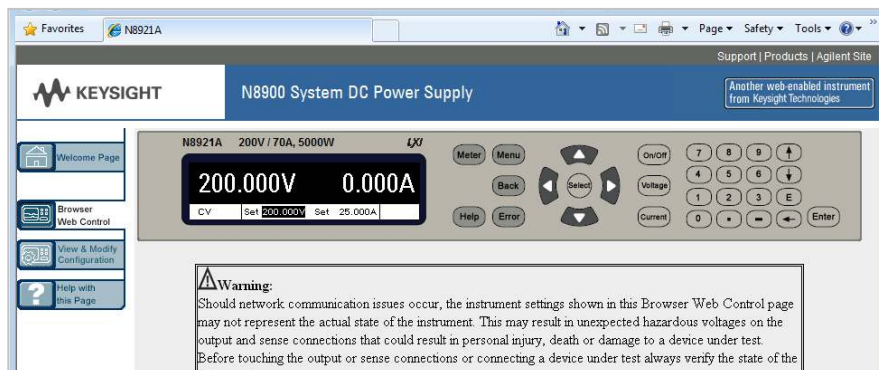 Favorites N8921A Page Safety Tools
Support | Products | Agilent Site
KEYSIGHT N8900 System DC Power Supply Another web-enabled instrument
from Keysight Technologies
Welcome Page
Browser
Web Control
View & Modify
Configuration
Help with
this Page
N8921A 200V / 70A, 5000W LXI
200.000V 0.000A
CV Set 200.000V Set 25.000A
Meter Menu
Back
Help Error
Select
On/Off
Voltage
Current
7 8 9
4 5 6
1 2 3 E
0 . - Enter
Warning:
Should network communication issues occur, the instrument settings shown in this Browser Web Control page
may not represent the actual state of the instrument. This may result in unexpected hazardous voltages on the
output and sense connections that could result in personal injury, death or damage to a device under test.
Before touching the output or sense connections or connecting a device under test always verify the state of the